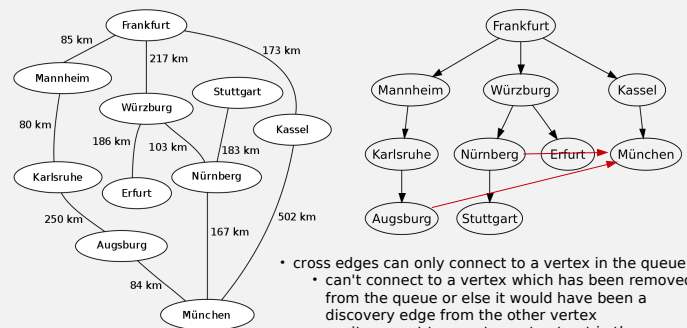 Frankfurt
85 km
217 km
173 km
Mannheim
Würzburg
Stuttgart
Kassel
80 km
186 km
103 km
183 km
Karlsruhe
Erfurt
Nürnberg
250 km
167 km
502 km
Augsburg
84 km
München
Frankfurt
Mannheim
Würzburg
Kassel
Karlsruhe
Nürnberg
Erfurt
München
Augsburg
Stuttgart
• cross edges can only connect to a vertex in the queue
• can't connect to a vertex which has been removed
from the queue or else it would have been a
discovery edge from the other vertex